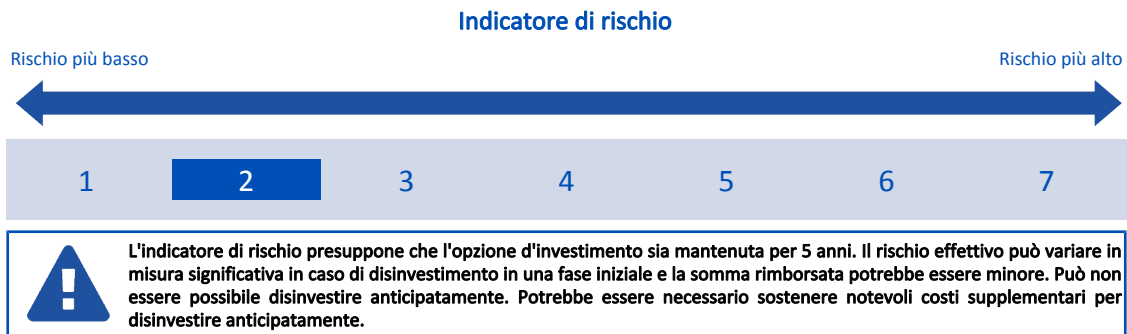 Indicatore di rischio
Rischio più basso
Rischio più alto
1 2 3 4 5 6 7
L'indicatore di rischio presuppone che l'opzione d'investimento sia mantenuta per 5 anni. Il rischio effettivo può variare in
misura significativa in caso di disinvestimento in una fase iniziale e la somma rimborsata potrebbe essere minore. Può non
essere possibile disinvestire anticipatamente. Potrebbe essere necessario sostenere notevoli costi supplementari per
disinvestire anticipatamente.